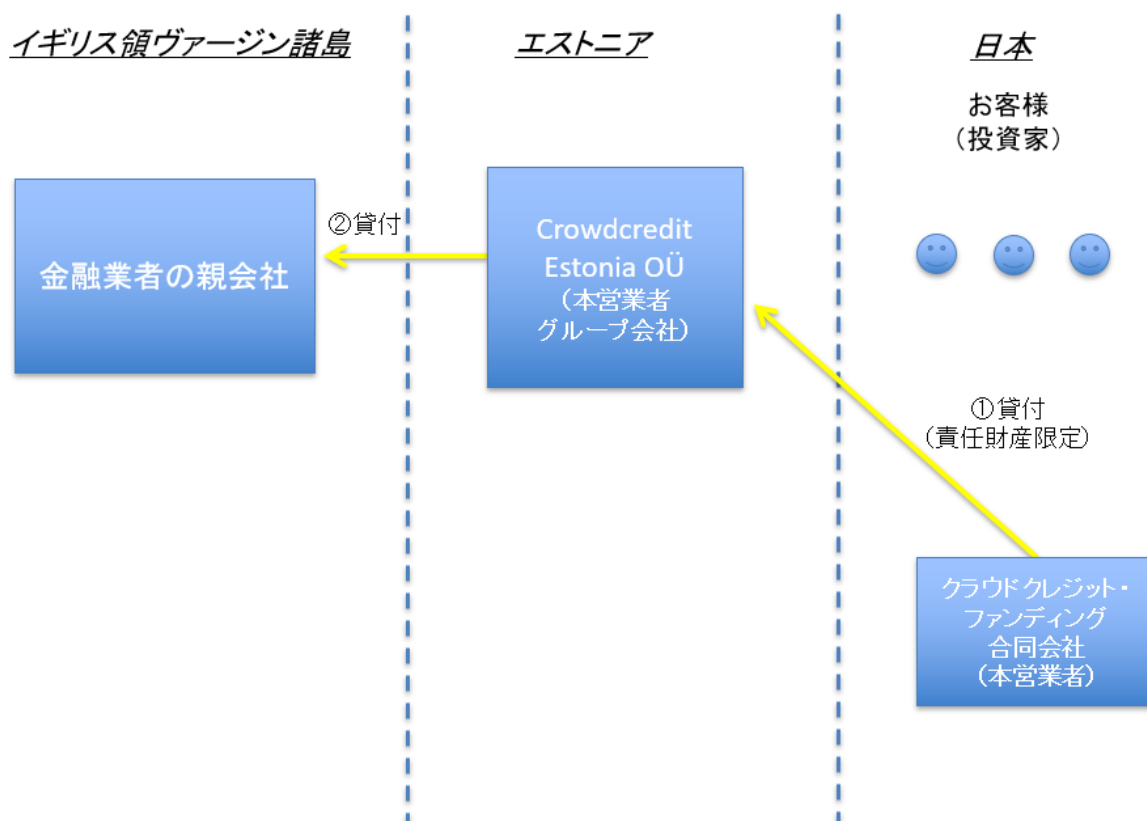 イギリス領ヴァージン諸島
エストニア
日本
お客様
（投資家）
金融業者の親会社
②貸付
Crowdcredit
Estonia OÜ
（本営業者
グループ会社）
①貸付
（責任財産限定）
クラウドクレジット・
ファンディング
合同会社
（本営業者）